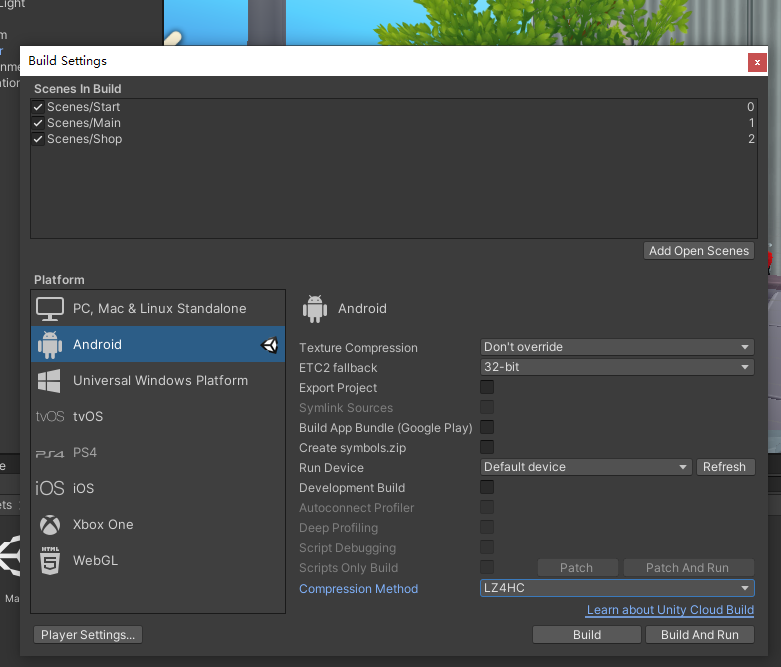 Light
m
r
nme
tion
Build Settings
x
Scenes In Build
Scenes/Start 0
Scenes/Main 1
Scenes/Shop 2
Add Open Scenes
Platform
PC, Mac & Linux Standalone
Android
Universal Windows Platform
tvOS tvOS
PS4 PS4
iOS iOS
Xbox One
HTML 5 WebGL
Android
Texture Compression Don't override
ETC2 fallback 32-bit
Export Project
Symlink Sources
Build App Bundle (Google Play)
Create symbols.zip
Run Device Default device Refresh
Development Build
Autoconnect Profiler
Deep Profiling
Script Debugging
Scripts Only Build Patch Patch And Run
Compression Method LZ4HC
Learn about Unity Cloud Build
Player Settings... Build Build And Run
e
ets
Ma